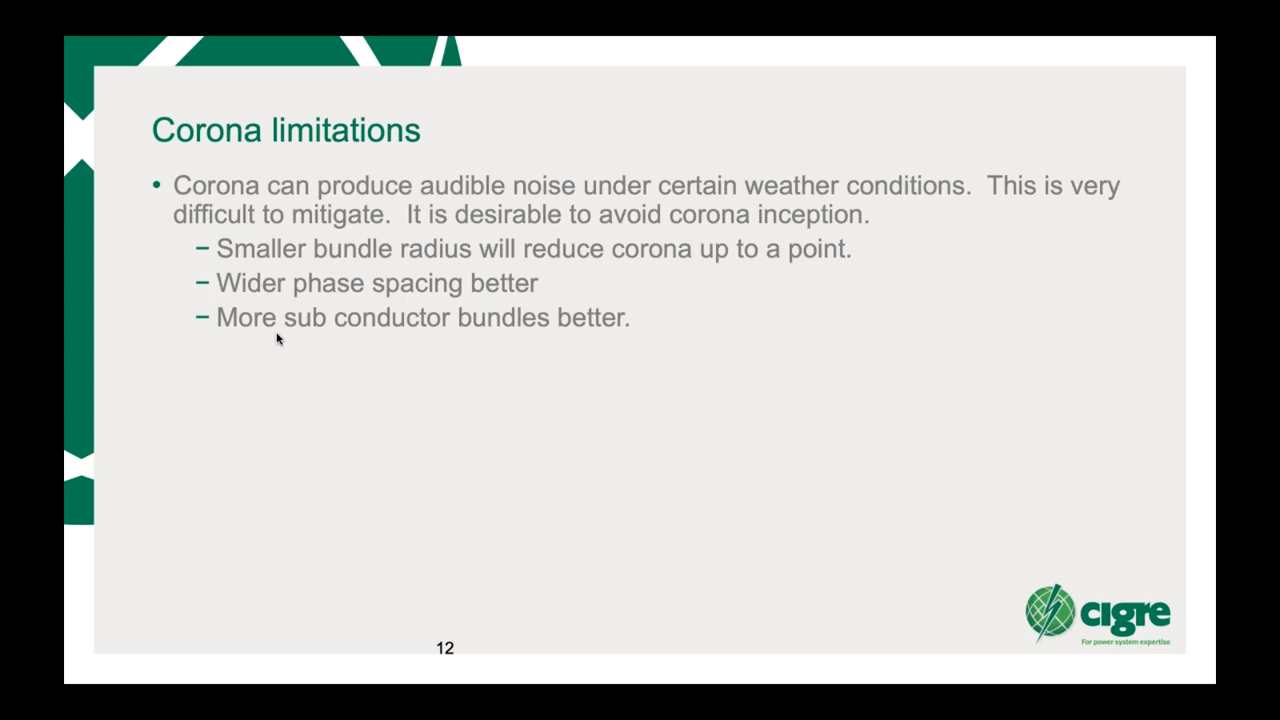 Corona limitations
• Corona can produce audible noise under certain weather conditions.  This is very
difficult to mitigate.  It is desirable to avoid corona inception.
– Smaller bundle radius will reduce corona up to a point.
– Wider phase spacing better
– More sub conductor bundles better.
cigre
For power system expertise
12